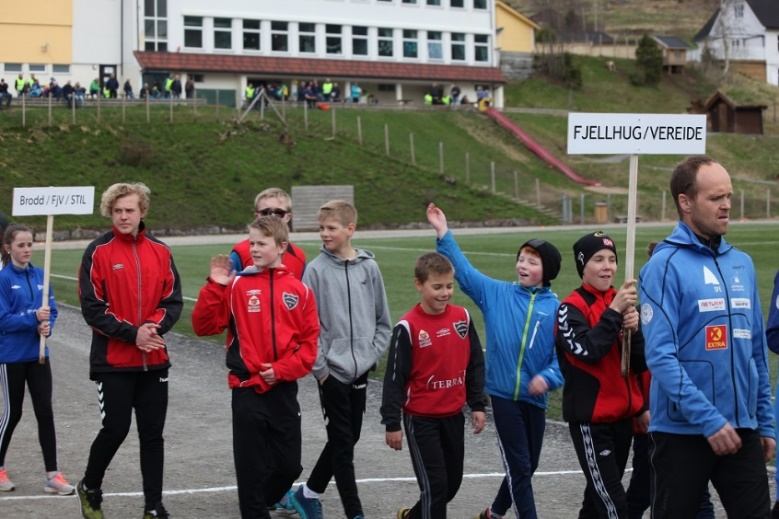 Brodd / FjV / STIL
FJELLHUG/VEREIDE
TERRA
EXTRA